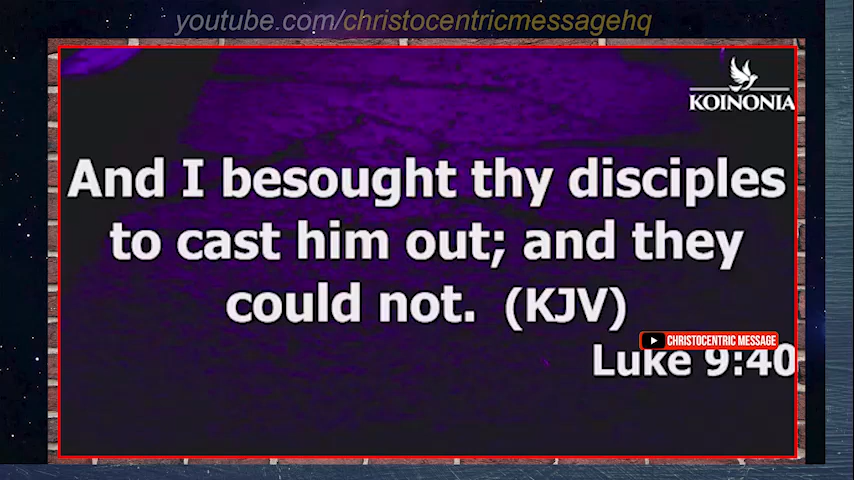 youtube.com/christocentricmessagehq
KOINONIA
And I besought thy disciples
to cast him out; and they
could not. (KJV)
CHRISTOCENTRIC MESSAGE
Luke 9:40